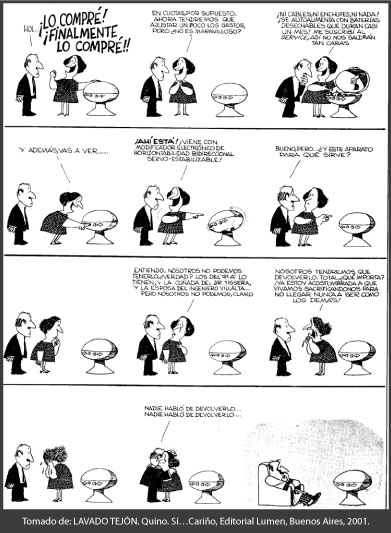 HOL...
¡LO COMPRÉ!
¡¡FINALMENTE
LO COMPRÉ!!
EN CUOTAS, POR SUPUESTO.
AHORA TENDREMOS QUE
AJUSTAR UN POCO LOS GASTOS,
PERO ¿NO ES MARAVILLOSO?
¡NI CABLES, NI ENCHUFES, NI NADA!
¡SE AUTOALIMENTA CON BATERÍAS
DESECHABLES QUE DURAN CASI
UN MES! ME SUSCRIBÍ AL
SERVICE, ASÍ NO NOS SALDRÁN
TAN CARAS
Y ADEMÁS, VAS A VER......
¡AHÍ ESTÁ! ¡VIENE CON
MODIFICADOR ELECTRÓNICO DE
HORIZONTABILIDAD BIDIRECCIONAL
SERVO-ESTABILIZABLE!
BUENO, PERO... ¿Y ESTE APARATO
PARA QUÉ SIRVE?
ENTIENDO. NOSOTROS NO PODEMOS
TENERLO, ¿VERDAD? LOS DEL LO
TIENEN, Y LA CUÑADA DEL DR. TISSERA,
Y LA ESPOSA DEL INGENIERO VILLALTA...
PERO NOSOTROS NO PODEMOS, CLARO
NOSOTROS TENDREMOS QUE
DEVOLVERLO. TOTAL, ¿QUÉ IMPORTA?
¡YA ESTOY ACOSTUMBRADA A QUE
VIVAMOS SACRIFICÁNDONOS PARA
NO LLEGAR NUNCA A SER COMO
LOS DEMÁS!
NADIE HABLÓ DE DEVOLVERLO...
NADIE HABLÓ DE DEVOLVERLO....
Tomado de: LAVADO TEJÓN. Quino. Sí...Cariño, Editorial Lumen, Buenos Aires, 2001.